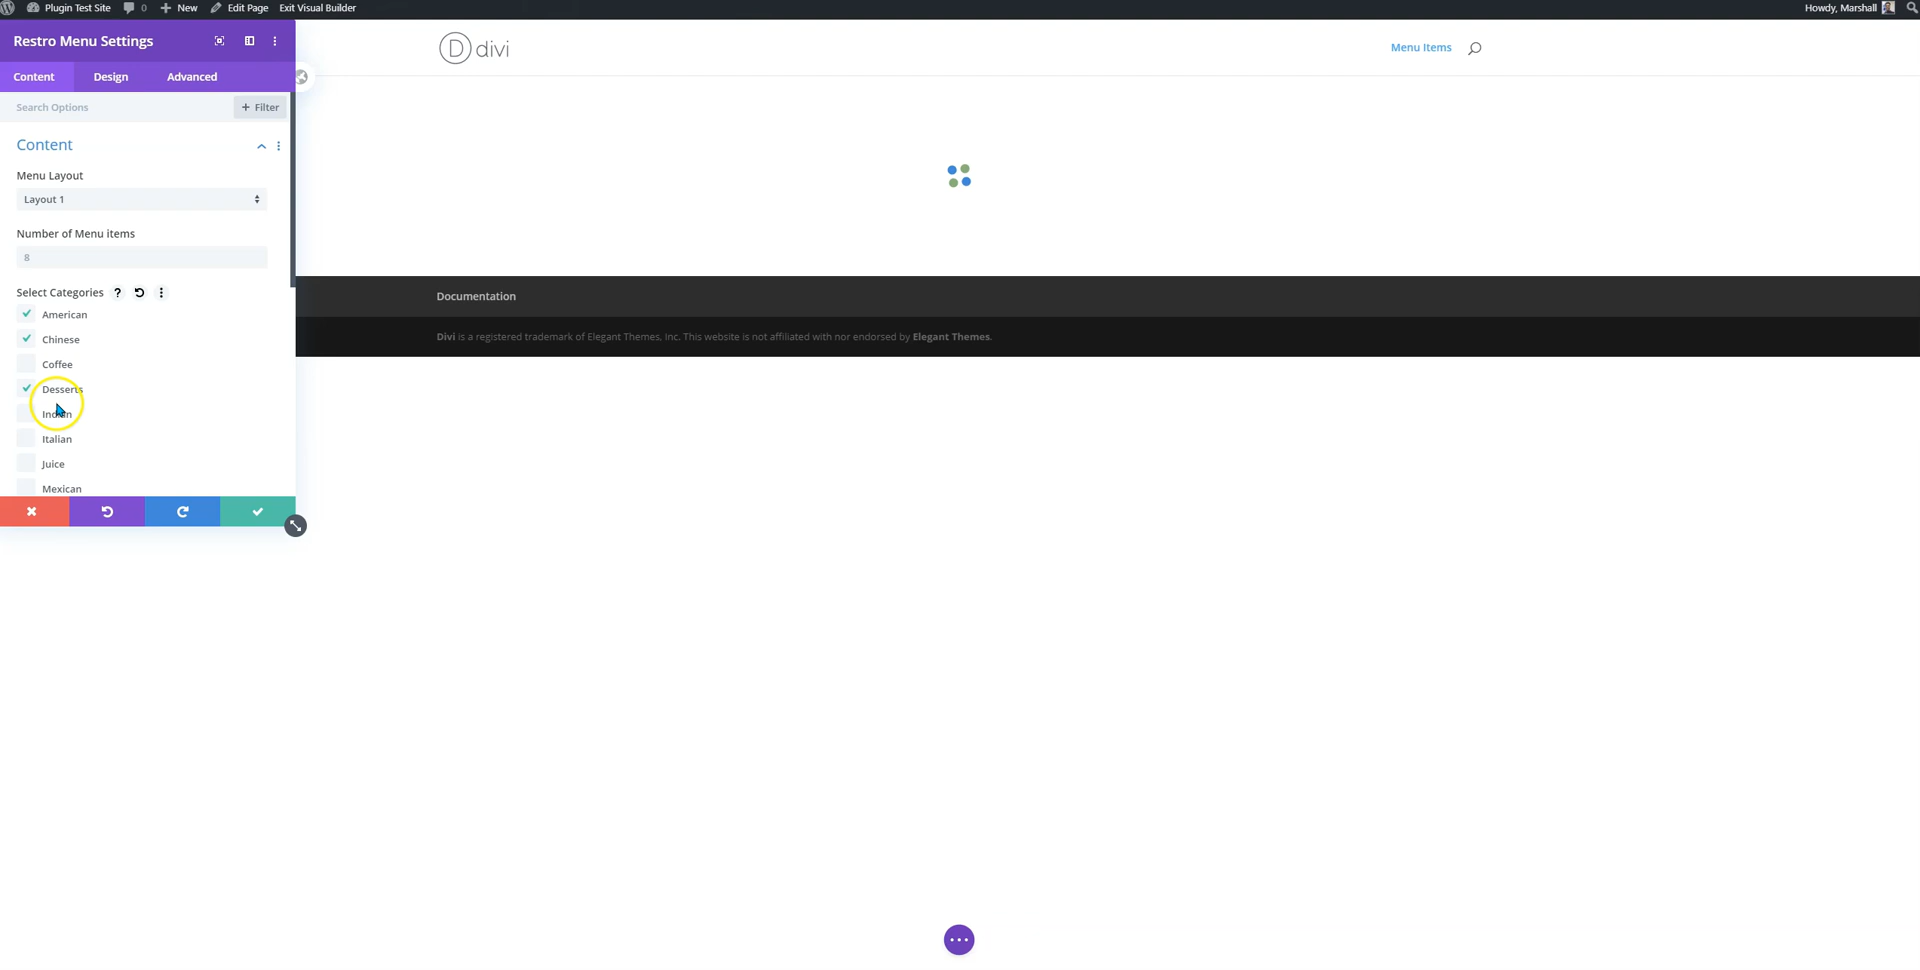 Plugin Test Site 0 New Edit Page Exit Visual Builder Howdy, Marshall
Restro Menu Settings
Content Design Advanced
Search Options + Filter
Content
Menu Layout
Layout 1
Number of Menu items
8
Select Categories ?
American
Chinese
Coffee
Desserts
Indian
Italian
Juice
Mexican
D divi
Menu Items
Documentation
Divi is a registered trademark of Elegant Themes, Inc. This website is not affiliated with nor endorsed by Elegant Themes.